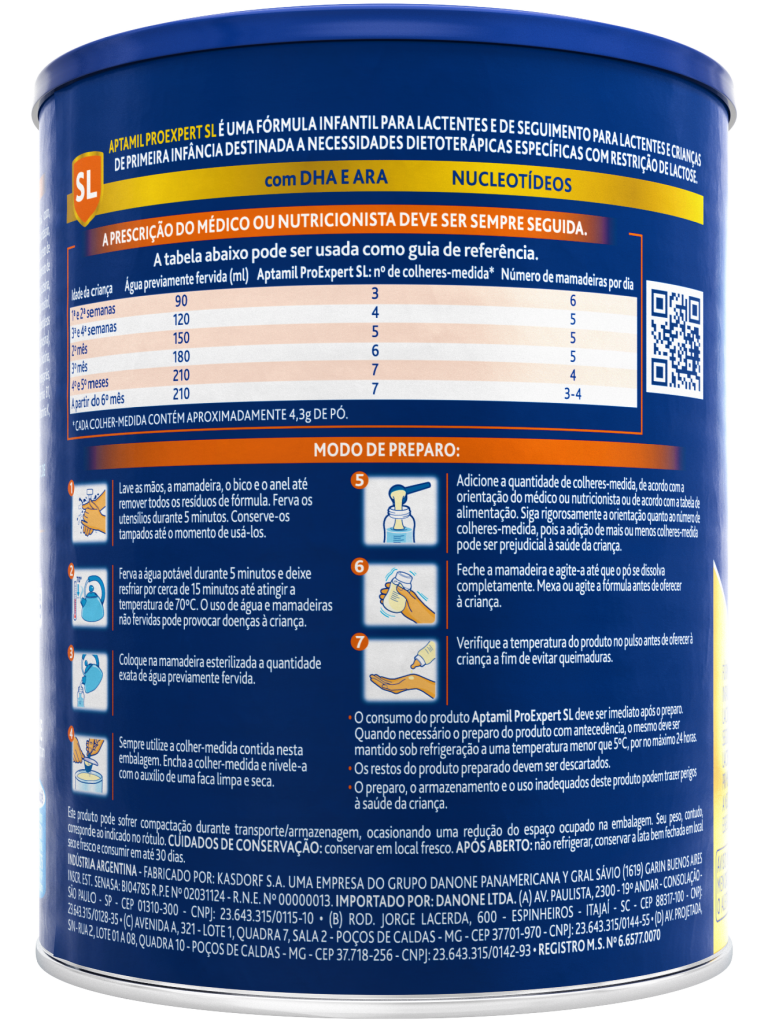 APTAMIL PROEXPERT SL É UMA FÓRMULA INFANTIL PARA LACTENTES E DE SEGUIMENTO PARA LACTENTES E CRIANÇAS
DE PRIMEIRA INFÂNCIA DESTINADA A NECESSIDADES DIETOTERÁPICAS ESPECÍFICAS COM RESTRIÇÃO DE LACTOSE.
SL
com DHA E ARA NUCLEOTÍDEOS
A PRESCRIÇÃO DO MÉDICO OU NUTRICIONISTA DEVE SER SEMPRE SEGUIDA.
A tabela abaixo pode ser usada como guia de referência.
Idade da criança Água previamente fervida (ml) Aptamil ProExpert SL: nº de colheres-medida* Número de mamadeiras por dia
1ª e 2ª semanas 90 3 6
3ª e 4ª semanas 120 4 5
2º mês 150 5 5
3º mês 180 6 5
4º e 5º meses 210 7 4
A partir do 6º mês 210 7 3-4
* CADA COLHER-MEDIDA CONTÉM APROXIMADAMENTE 4,3g DE PÓ.
MODO DE PREPARO:
1
Lave as mãos, a mamadeira, o bico e o anel até
remover todos os resíduos de fórmula. Ferva os
utensílios durante 5 minutos. Conserve-os
tampados até o momento de usá-los.
2
Ferva a água potável durante 5 minutos e deixe
resfriar por cerca de 15 minutos até atingir a
temperatura de 70ºC. O uso de água e mamadeiras
não fervidas pode provocar doenças à criança.
3
Coloque na mamadeira esterilizada a quantidade
exata de água previamente fervida.
4
Sempre utilize a colher-medida contida nesta
embalagem. Encha a colher-medida e nivele-a
com o auxílio de uma faca limpa e seca.
5
Adicione a quantidade de colheres-medida, de acordo com a
orientação do médico ou nutricionista ou de acordo com a tabela de
alimentação. Siga rigorosamente a orientação quanto ao número de
colheres-medida, pois a adição de mais ou menos colheres-medida
pode ser prejudicial à saúde da criança.
6
Feche a mamadeira e agite-a até que o pó se dissolva
completamente. Mexa ou agite a fórmula antes de oferecer
à criança.
7
Verifique a temperatura do produto no pulso antes de oferecer à
criança a fim de evitar queimaduras.
• O consumo do produto Aptamil ProExpert SL deve ser imediato após o preparo.
Quando necessário o preparo do produto com antecedência, o mesmo deve ser
mantido sob refrigeração a uma temperatura menor que 5ºC, por no máximo 24 horas.
• Os restos do produto preparado devem ser descartados.
• O preparo, o armazenamento e o uso inadequados deste produto podem trazer perigos
à saúde da criança.
Este produto pode sofrer compactação durante transporte/armazenagem, ocasionando uma redução do espaço ocupado na embalagem. Seu peso, contudo,
corresponde ao indicado no rótulo. CUIDADOS DE CONSERVAÇÃO: conservar em local fresco. APÓS ABERTO: não refrigerar, conservar a lata bem fechada em local
seco e fresco e consumir em até 30 dias.
INDÚSTRIA ARGENTINA - FABRICADO POR: KASDORF S.A. UMA EMPRESA DO GRUPO DANONE PANAMERICANA Y GRAL SÁVIO (1619) GARIN BUENOS AIRES
INSCR. EST. SENASA: BI04785 R.P.E Nº 02031124 - R.N.E. Nº 00000013. IMPORTADO POR: DANONE LTDA. (A) AV. PAULISTA, 2300 - 19º ANDAR - CONSOLAÇÃO-
SÃO PAULO - SP - CEP 01310-300 - CNPJ: 23.643.315/0115-10 • (B) ROD. JORGE LACERDA, 600 - ESPINHEIROS - ITAJAÍ - SC - CEP 88317-100 - CNPJ:
23.643.315/0128-35 • (C) AVENIDA A, 321 - LOTE 1, QUADRA 7, SALA 2 - POÇOS DE CALDAS - MG - CEP 37701-970 - CNPJ: 23.643.315/0144-55 • (D) AV. PROJETADA,
SN-RUA 2, LOTE 01 A 08, QUADRA 10 - POÇOS DE CALDAS - MG - CEP 37.718-256 - CNPJ: 23.643.315/0142-93 • REGISTRO M.S. Nº 6.6577.0070